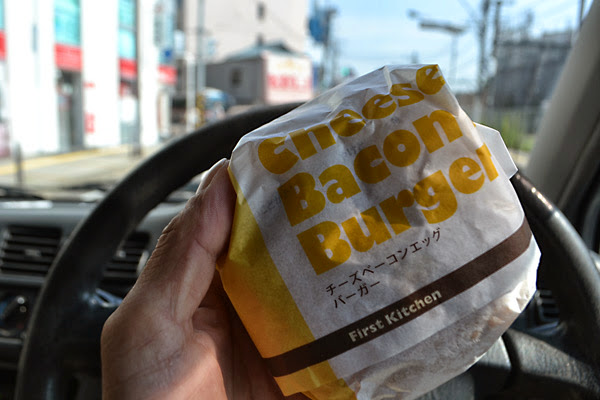 Cheese
Bacon
Burger
チーズベーコンエッグ
バーガー
First Kitchen